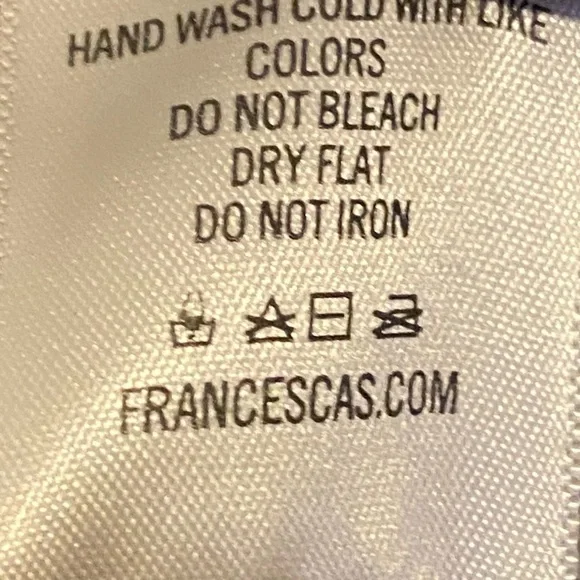 HAND WASH COLD WITH LIKE
COLORS
DO NOT BLEACH
DRY FLAT
DO NOT IRON
FRANCESCAS.COM